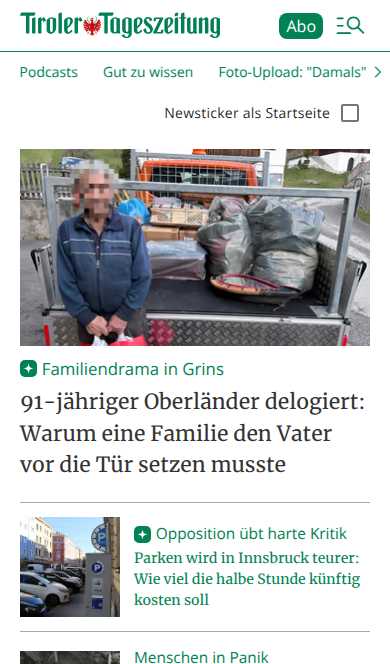 Tiroler Tageszeitung
Abo
Podcasts Gut zu wissen Foto-Upload: "Damals"
Newsticker als Startseite
Familiendrama in Grins
91-jähriger Oberländer delogiert:
Warum eine Familie den Vater
vor die Tür setzen musste
Opposition übt harte Kritik
Parken wird in Innsbruck teurer:
Wie viel die halbe Stunde künftig
kosten soll
P
Menschen in Panik